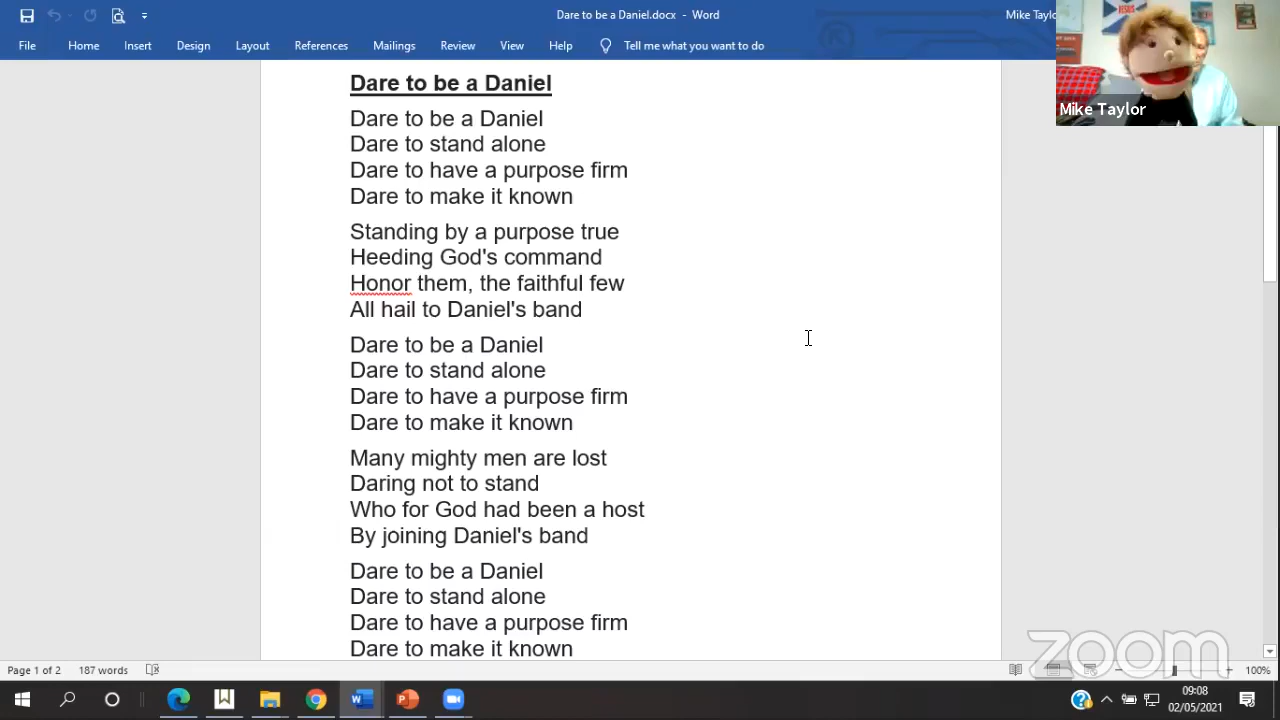 Dare to be a Daniel.docx - Word
Mike Taylo
File Home Insert Design Layout References Mailings Review View Help Tell me what you want to do
Mike Taylor
Dare to be a Daniel
Dare to be a Daniel
Dare to stand alone
Dare to have a purpose firm
Dare to make it known
Standing by a purpose true
Heeding God's command
Honor them, the faithful few
All hail to Daniel's band
Dare to be a Daniel
Dare to stand alone
Dare to have a purpose firm
Dare to make it known
Many mighty men are lost
Daring not to stand
Who for God had been a host
By joining Daniel's band
Dare to be a Daniel
Dare to stand alone
Dare to have a purpose firm
Dare to make it known
zoom
Page 1 of 2 187 words 100%
09:08
02/05/2021